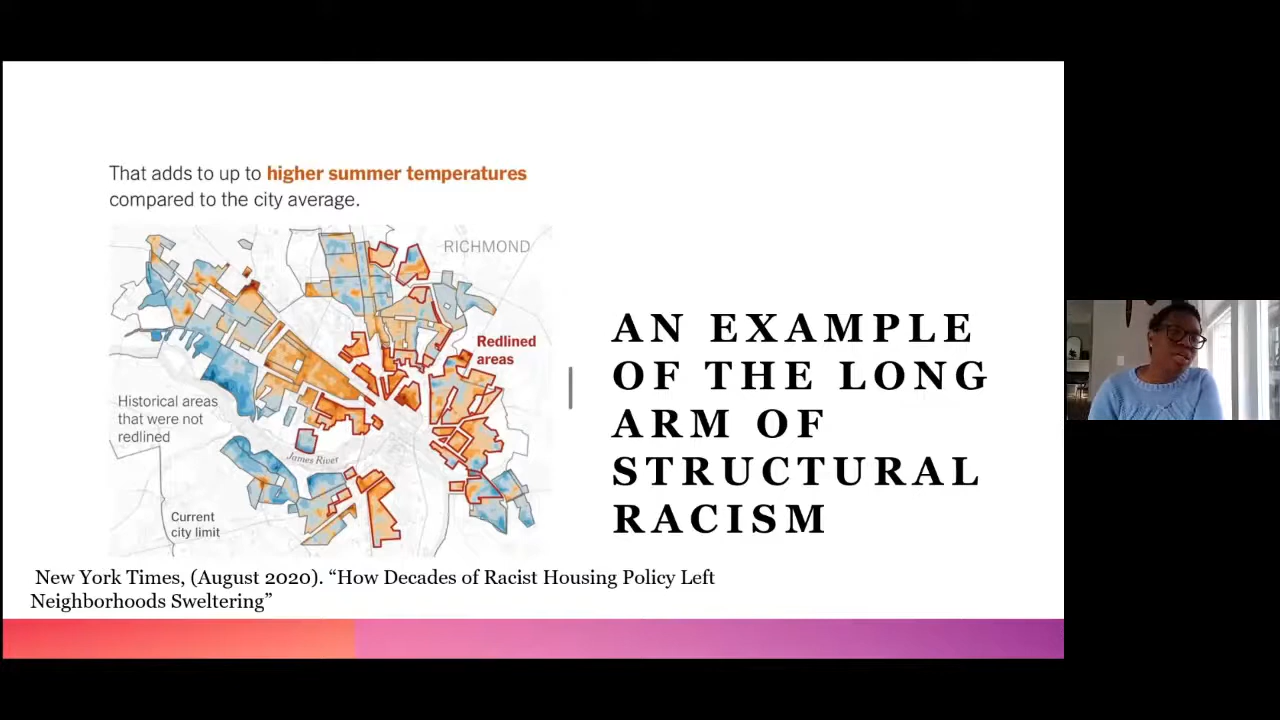 That adds to up to higher summer temperatures
compared to the city average.
RICHMOND
Redlined
areas
Historical areas
that were not
redlined
James River
Current
city limit
AN EXAMPLE
OF THE LONG
ARM OF
STRUCTURAL
RACISM
New York Times, (August 2020). “How Decades of Racist Housing Policy Left
Neighborhoods Sweltering”